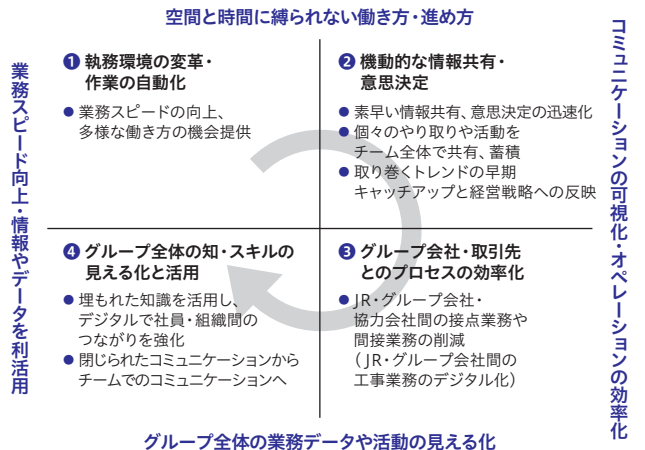 空間と時間に縛られない働き方・進め方
業務スピード向上・情報やデータを利活用
❶ 執務環境の変革・
作業の自動化
● 業務スピードの向上、
多様な働き方の機会提供
❷ 機動的な情報共有・
意思決定
● 素早い情報共有、意思決定の迅速化
● 個々のやり取りや活動を
チーム全体で共有、蓄積
● 取り巻くトレンドの早期
キャッチアップと経営戦略への反映
❹ グループ全体の知・スキルの
見える化と活用
● 埋もれた知識を活用し、
デジタルで社員・組織間の
つながりを強化
● 閉じられたコミュニケーションから
チームでのコミュニケーションへ
❸ グループ会社・取引先
とのプロセスの効率化
● JR・グループ会社・
協力会社間の接点業務や
間接業務の削減
(JR・グループ会社間の
工事業務のデジタル化)
コミュニケーションの可視化・オペレーションの効率化
グループ全体の業務データや活動の見える化